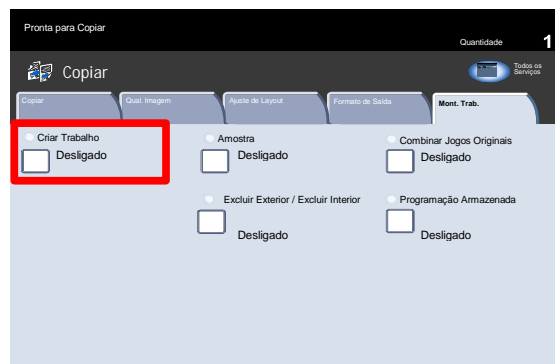 Pronta para Copiar
Quantidade 1
Copiar
Todos os
Serviços
Copiar
Qual. Imagem
Ajuste de Layout
Formato de Saída
Mont. Trab.
Criar Trabalho
Desligado
Amostra
Desligado
Combinar Jogos Originais
Desligado
Excluir Exterior / Excluir Interior
Desligado
Programação Armazenada
Desligado